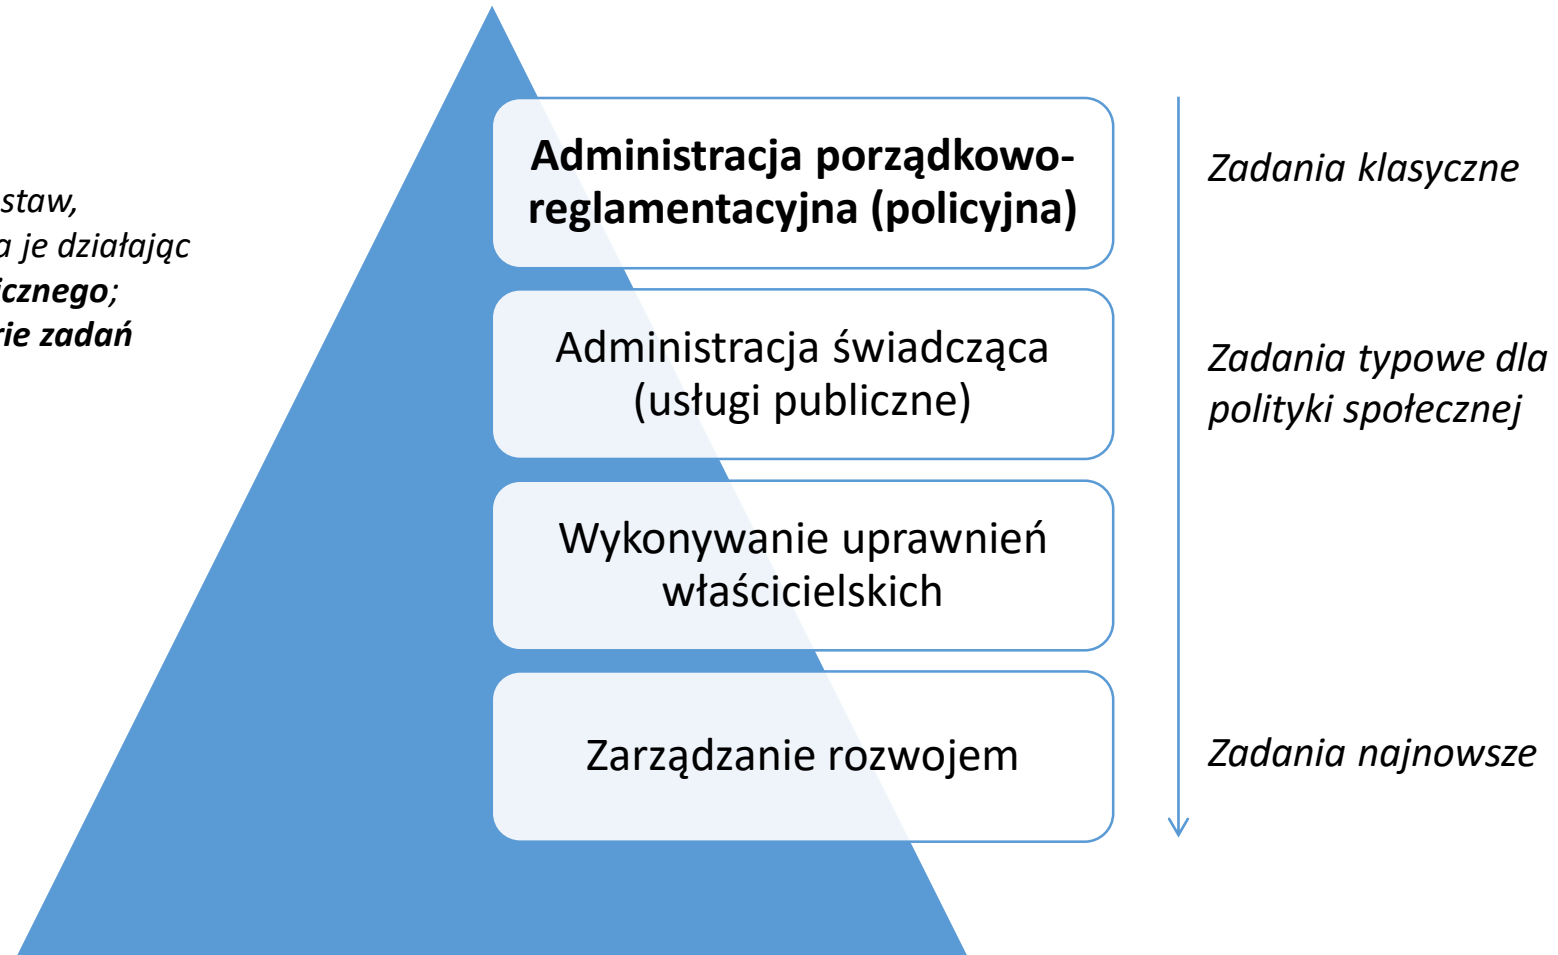 staw,
a je działając
icznego;
rie zadań
Administracja porządkowo-
reglamentacyjna (policyjna)
Zadania klasyczne
Administracja świadcząca
(usługi publiczne)
Zadania typowe dla
polityki społecznej
Wykonywanie uprawnień
właścicielskich
Zarządzanie rozwojem
Zadania najnowsze